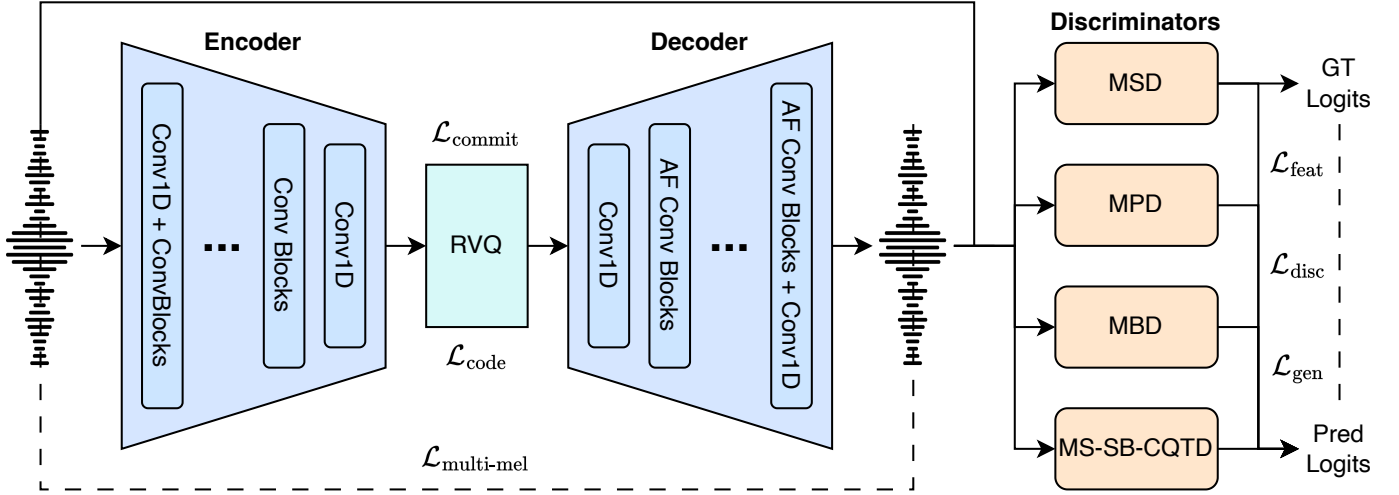 Encoder
Decoder
Discriminators
Conv1D + ConvBlocks
...
Conv Blocks
Conv1D
ℒcommit
RVQ
ℒcode
Conv1D
AF Conv Blocks
...
AF Conv Blocks + Conv1D
ℒmulti-mel
MSD
MPD
MBD
MS-SB-CQTD
GT
Logits
ℒfeat
ℒdisc
ℒgen
Pred
Logits